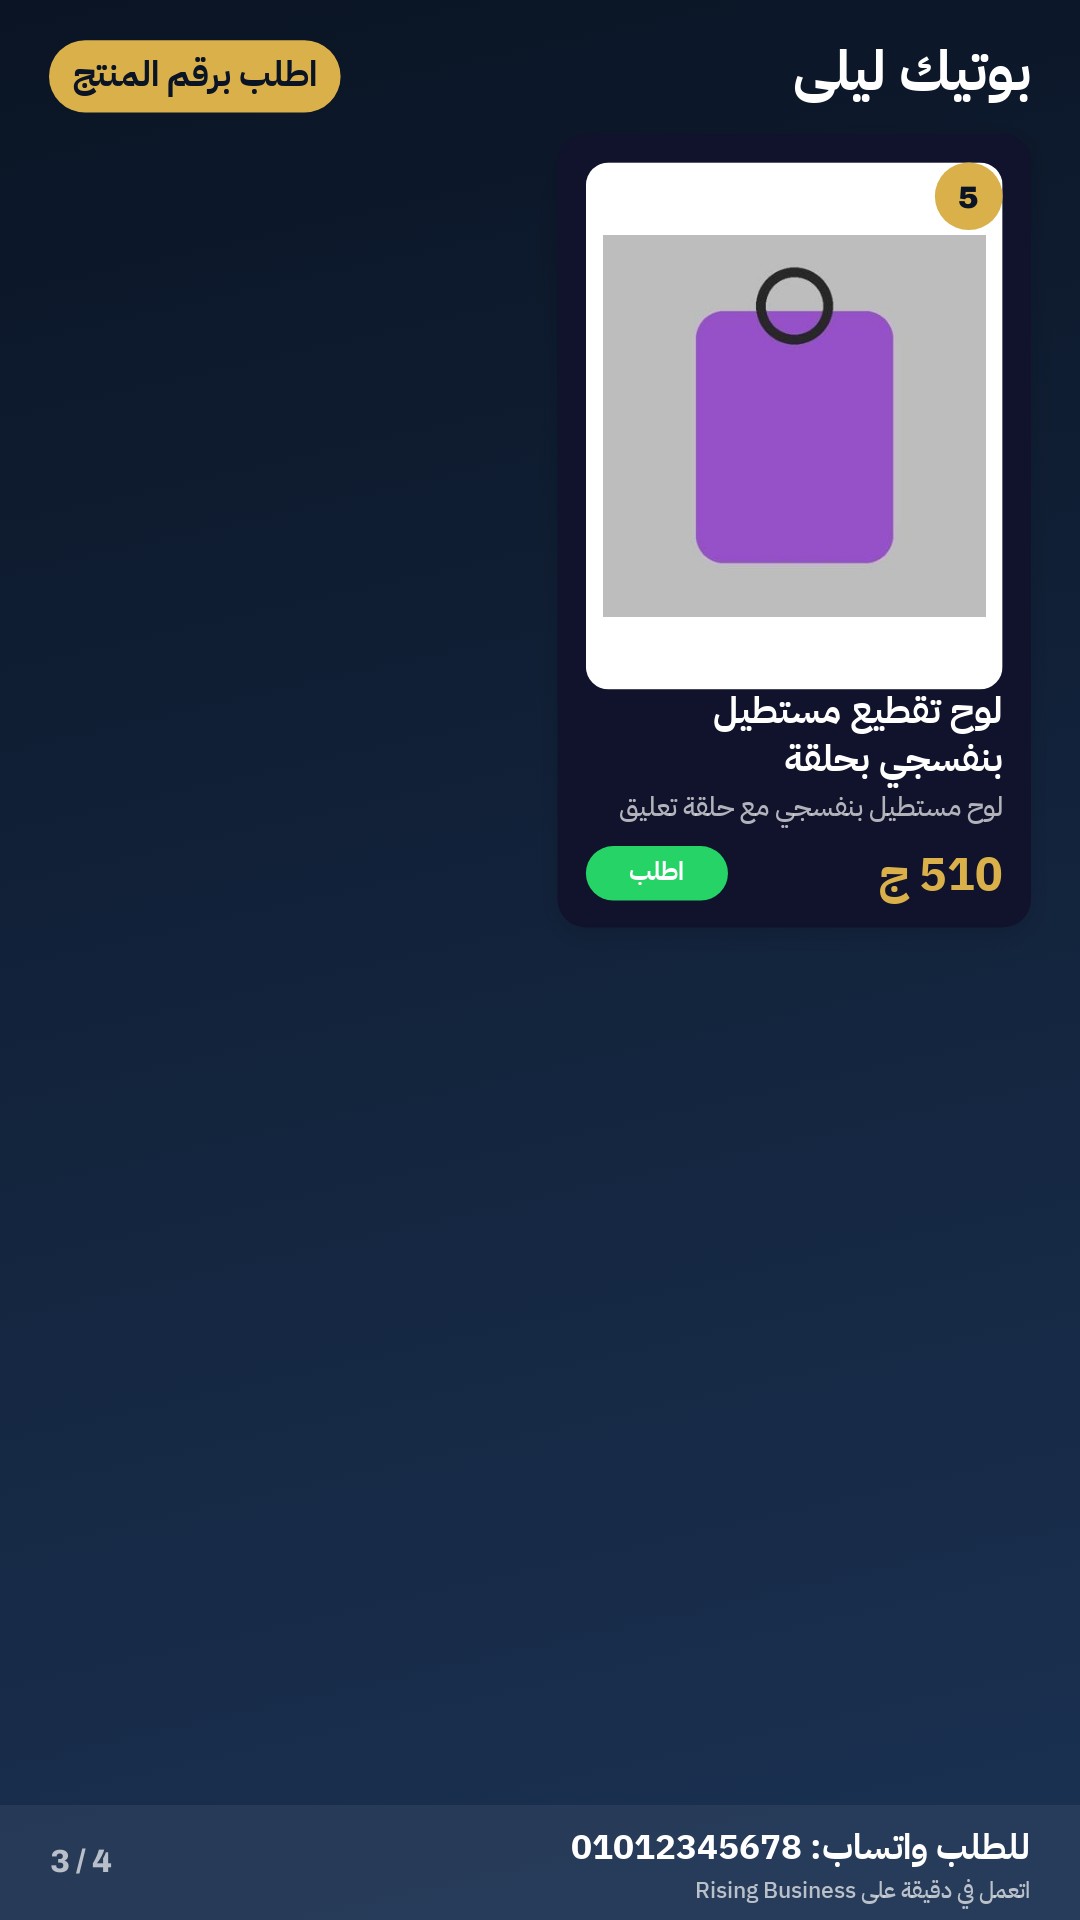 بوتيك ليلى
اطلب برقم المنتج
5
لوح تقطيع مستطيل
بنفسجي بحلقة
لوح مستطيل بنفسجي مع حلقة تعليق
510 ج
اطلب
للطلب واتساب: 01012345678
اتعمل في دقيقة على Rising Business
3 / 4